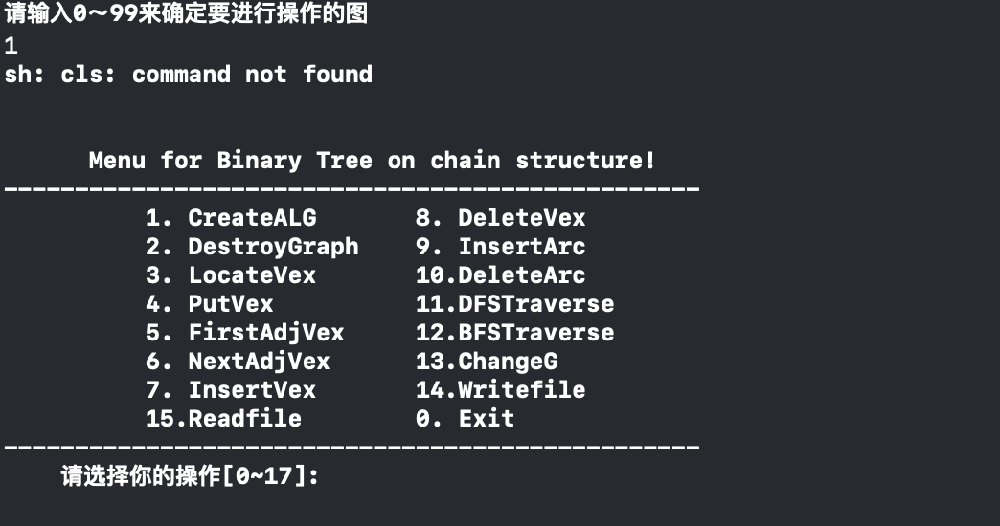 请输入0～99来确定要进行操作的图
1
sh: cls: command not found
Menu for Binary Tree on chain structure!
-------------------------------------------------
1. CreateALG 8. DeleteVex
2. DestroyGraph 9. InsertArc
3. LocateVex 10.DeleteArc
4. PutVex 11.DFSTraverse
5. FirstAdjVex 12.BFSTraverse
6. NextAdjVex 13.ChangeG
7. InsertVex 14.Writefile
15.Readfile 0. Exit
-------------------------------------------------
请选择你的操作[0~17]: